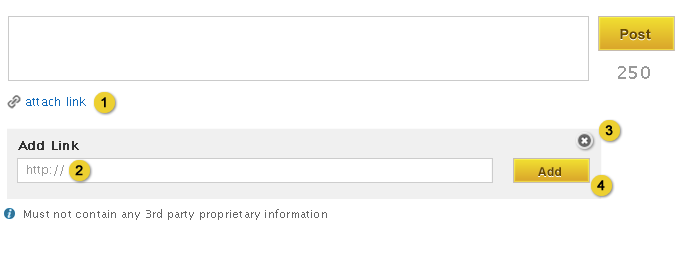 Post
250
attach link 1
3
Add Link
http:// 2
Add
4
Must not contain any 3rd party proprietary information